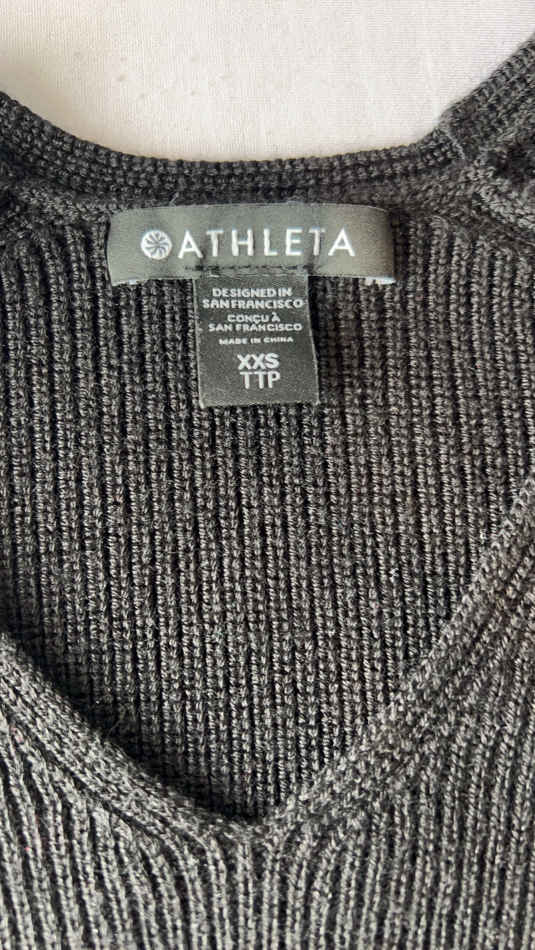 ATHLETA
DESIGNED IN
SAN FRANCISCO
CONÇU À
SAN FRANCISCO
MADE IN CHINA
XXS
TTP